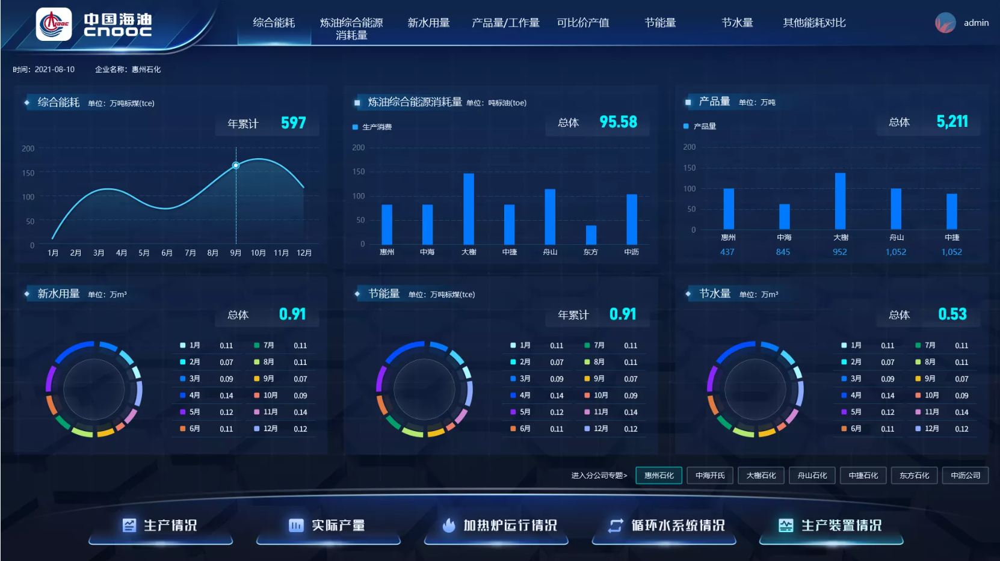 CNOOC
中国海油
CNOOC
综合能耗
炼油综合能源
消耗量
新水用量
产品量/工作量
可比价产值
节能量
节水量
其他能耗对比
admin
时间：2021-08-10
企业名称：惠州石化
综合能耗 单位：万吨标煤(tce)
年累计 597
200
150
100
50
0
1月 2月 3月 4月 5月 6月 7月 8月 9月 10月 11月 12月
炼油综合能源消耗量 单位：吨标油(toe)
生产消费
总体 95.58
200
150
100
50
0
惠州 中海 大榭 中捷 舟山 东方 中沥
产品量 单位：万吨
产品量
总体 5,211
200
150
100
50
0
惠州 中海 大榭 舟山 中捷
437 845 952 1,052 1,052
新水用量 单位：万m³
总体 0.91
1月 0.11 7月 0.11
2月 0.07 8月 0.11
3月 0.09 9月 0.07
4月 0.14 10月 0.09
5月 0.12 11月 0.14
6月 0.11 12月 0.12
节能量 单位：万吨标煤(tce)
年累计 0.91
1月 0.11 7月 0.11
2月 0.07 8月 0.11
3月 0.09 9月 0.07
4月 0.14 10月 0.09
5月 0.12 11月 0.14
6月 0.11 12月 0.12
节水量 单位：万m³
总体 0.53
1月 0.11 7月 0.11
2月 0.07 8月 0.11
3月 0.09 9月 0.07
4月 0.14 10月 0.09
5月 0.12 11月 0.14
6月 0.11 12月 0.12
进入分公司专题> 惠州石化 中海开氏 大榭石化 舟山石化 中捷石化 东方石化 中沥公司
生产情况 实际产量 加热炉运行情况 循环水系统情况 生产装置情况